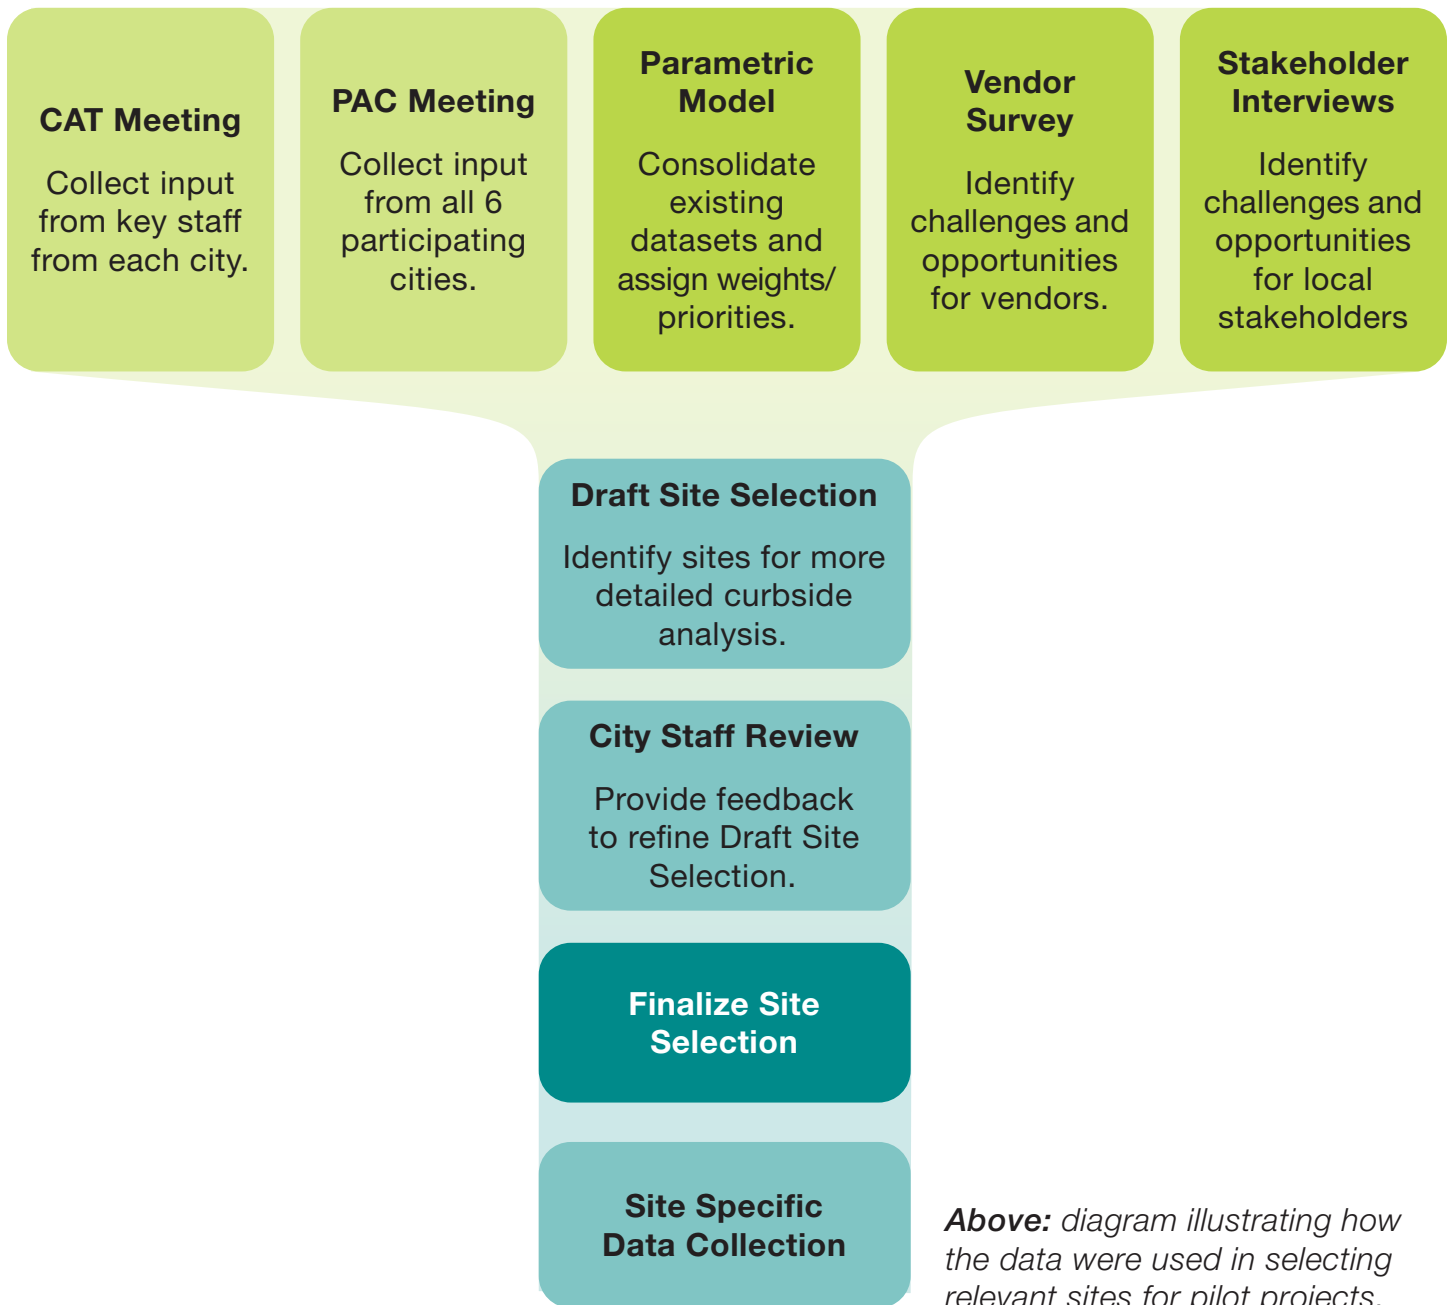 CAT Meeting
Collect input
from key staff
from each city.
PAC Meeting
Collect input
from all 6
participating
cities.
Parametric
Model
Consolidate
existing
datasets and
assign weights/
priorities.
Vendor
Survey
Identify
challenges and
opportunities
for vendors.
Stakeholder
Interviews
Identify
challenges and
opportunities
for local
stakeholders
Draft Site Selection
Identify sites for more
detailed curbside
analysis.
City Staff Review
Provide feedback
to refine Draft Site
Selection.
Finalize Site
Selection
Site Specific
Data Collection
Above: diagram illustrating how
the data were used in selecting
relevant sites for pilot projects.